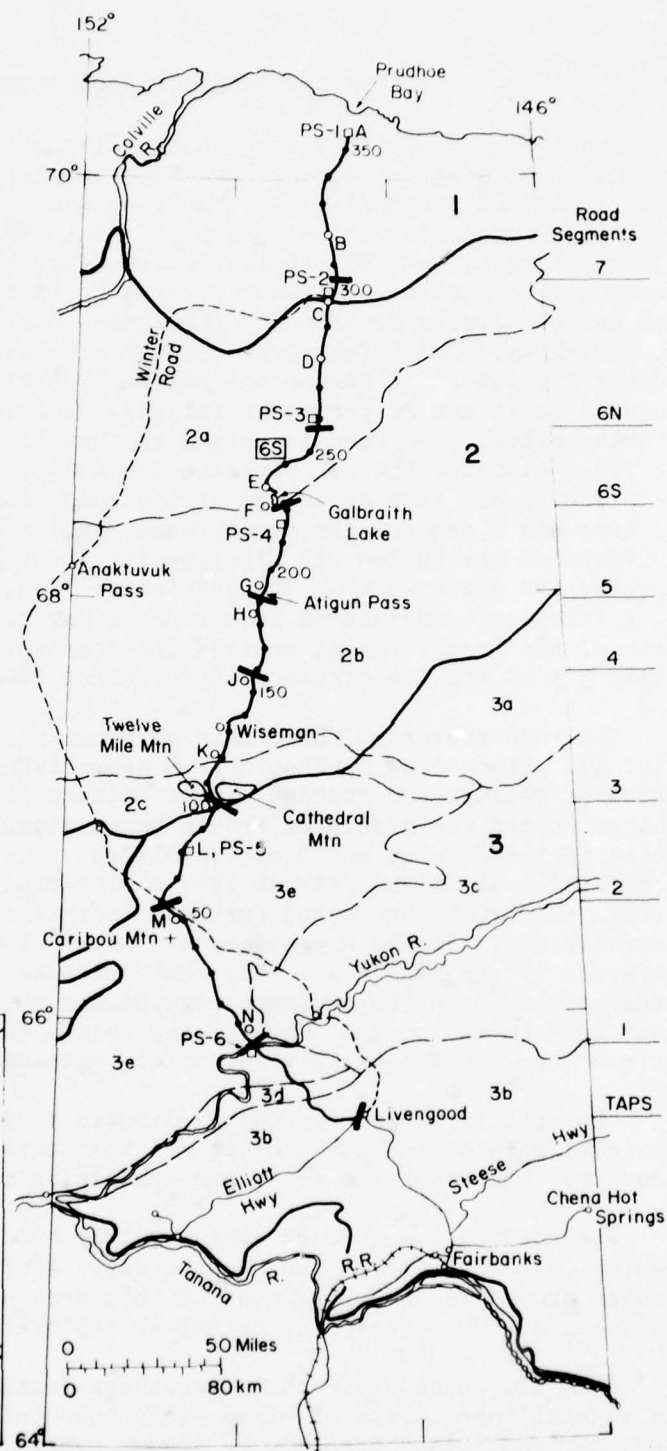 152°
Prudhoe
Bay
146°
Colville
R.
PS-1
A
350
70°
1
B
Road
Segments
PS-2
300
7
C
Winter
Road
D
PS-3
6N
2a
6S
250
2
E
6S
F
Galbraith
Lake
PS-4
Anaktuvuk
Pass
68°
200
G
5
Atigun Pass
H
2b
4
J
150
3a
Wiseman
Twelve
Mile Mtn
K
3
2c
100
Cathedral
Mtn
L, PS-5
3
3e
3c
2
M
50
Caribou Mtn +
Yukon R.
66°
N
1
PS-6
3e
3d
3b
TAPS
3b
Livengood
Elliott
Hwy
Steese
Hwy
Chena Hot
Springs
R.R.
Fairbanks
Tanana
R.
0 50 Miles
0 80 km
64°